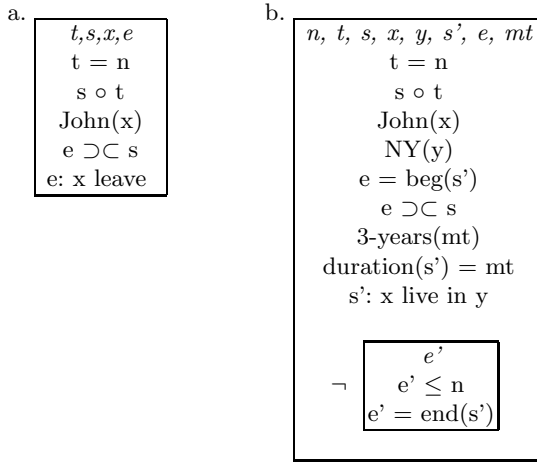 a.
t,s,x,e
t = n
s ∘ t
John(x)
e ⊃⊂ s
e: x leave
b.
n, t, s, x, y, s', e, mt
t = n
s ∘ t
John(x)
NY(y)
e = beg(s')
e ⊃⊂ s
3-years(mt)
duration(s') = mt
s': x live in y
e'
¬ e' ≤ n
e' = end(s')